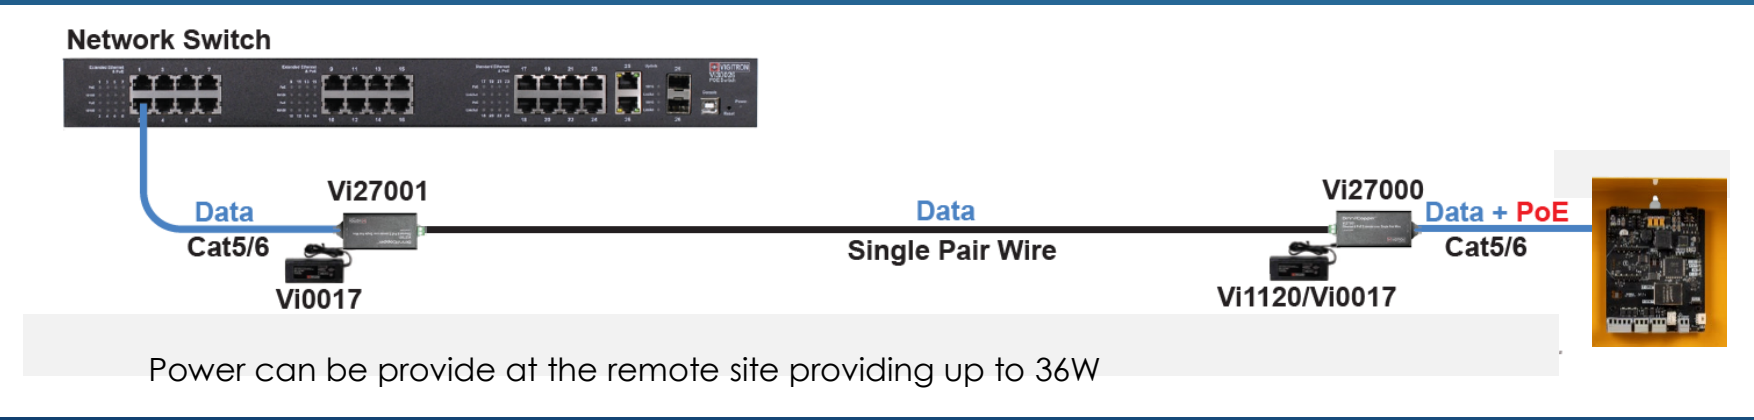 Network Switch
VIGITRON
Vi27001
Vi27000
Data
Data
Data + PoE
Cat5/6
Single Pair Wire
Cat5/6
Vi0017
Vi1120/Vi0017
Power can be provide at the remote site providing up to 36W